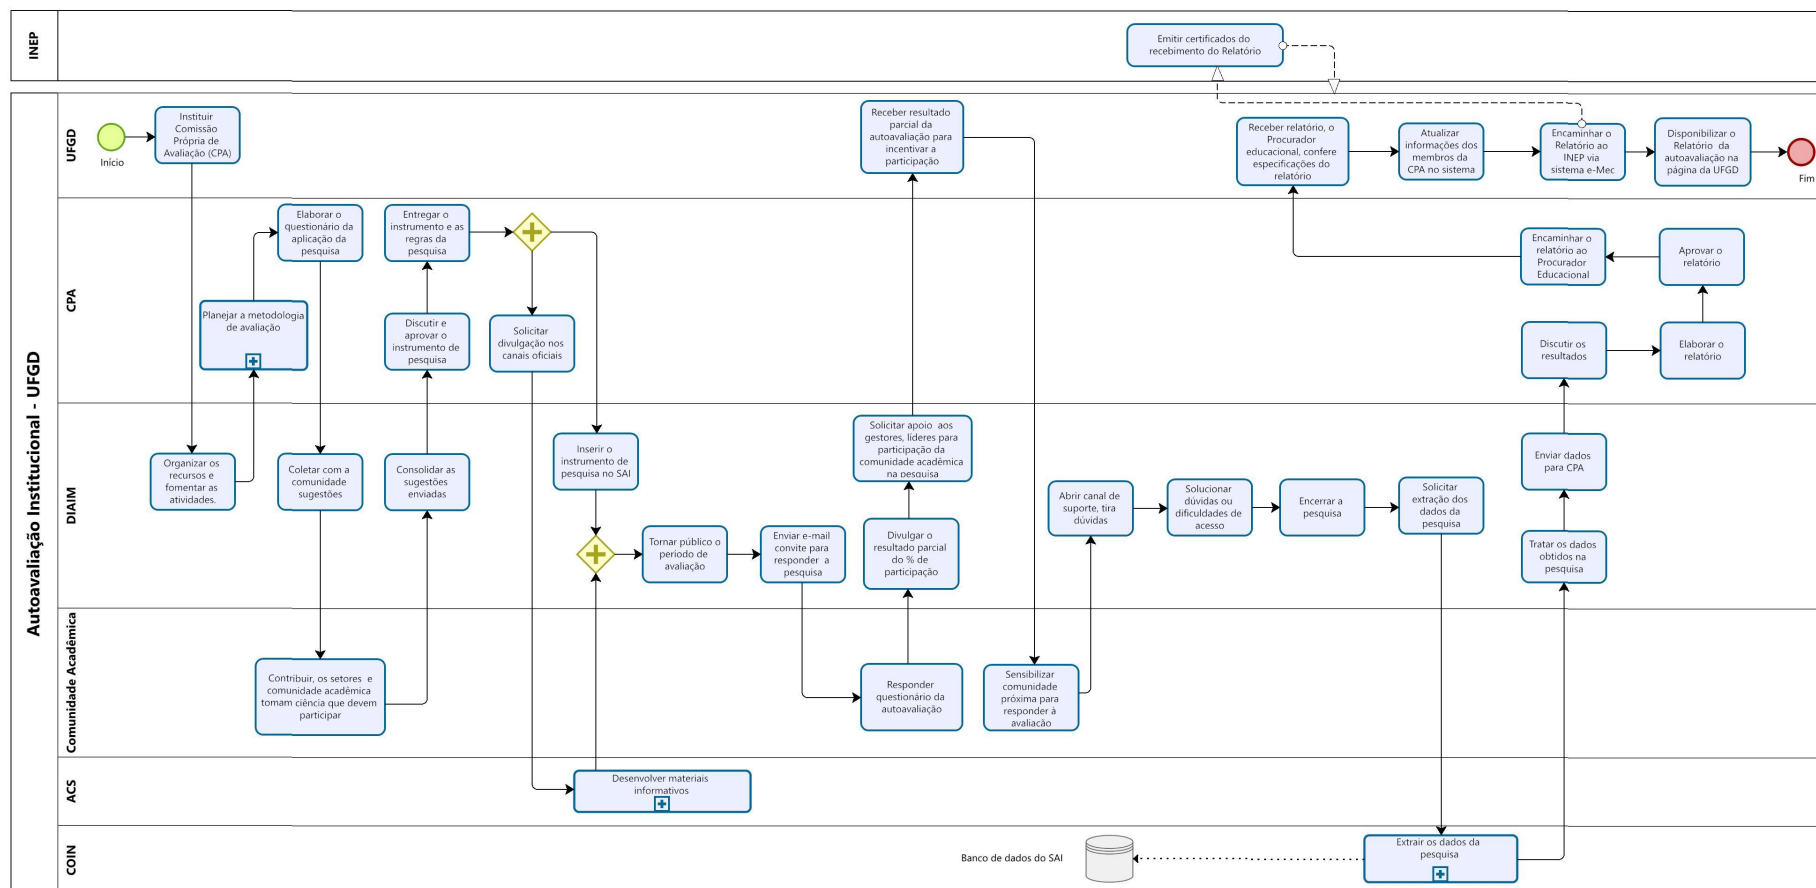 INEP
Emitir certificados do
recebimento do Relatório
Autoavaliação Institucional - UFGD
UFGD
Início
Instituir
Comissão
Própria de
Avaliação (CPA)
Receber resultado
parcial da
autoavaliação para
incentivar a
participação
Receber relatório, o
Procurador
educacional, confere
especificações do
relatório
Atualizar
informações dos
membros da
CPA no sistema
Encaminhar o
Relatório ao
INEP via
sistema e-Mec
Disponibilizar o
Relatório da
autoavaliação na
página da UFGD
Fim
CPA
Elaborar o
questionário da
aplicação da
pesquisa
Entregar o
instrumento e as
regras da
pesquisa
Planejar a metodologia
de avaliação
Discutir e
aprovar o
instrumento de
pesquisa
Solicitar
divulgação nos
canais oficiais
Encaminhar o
relatório ao
Procurador
Educacional
Aprovar o
relatório
Discutir os
resultados
Elaborar o
relatório
DIAIM
Organizar os
recursos e
fomentar as
atividades.
Coletar com a
comunidade
sugestões
Consolidar as
sugestões
enviadas
Inserir o
instrumento de
pesquisa no SAI
Tornar público o
período de
avaliação
Enviar e-mail
convite para
responder a
pesquisa
Solicitar apoio aos
gestores, líderes para
participação da
comunidade acadêmica
na pesquisa
Divulgar o
resultado parcial
do % de
participação
Abrir canal de
suporte, tira
dúvidas
Solucionar
dúvidas ou
dificuldades de
acesso
Encerrar a
pesquisa
Solicitar
extração dos
dados da
pesquisa
Enviar dados
para CPA
Tratar os dados
obtidos na
pesquisa
Comunidade Acadêmica
Contribuir, os setores e
comunidade acadêmica
tomam ciência que devem
participar
Responder
questionário da
autoavaliação
Sensibilizar
comunidade
próxima para
responder à
avaliação
ACS
Desenvolver materiais
informativos
COIN
Banco de dados do SAI
Extrair os dados da
pesquisa